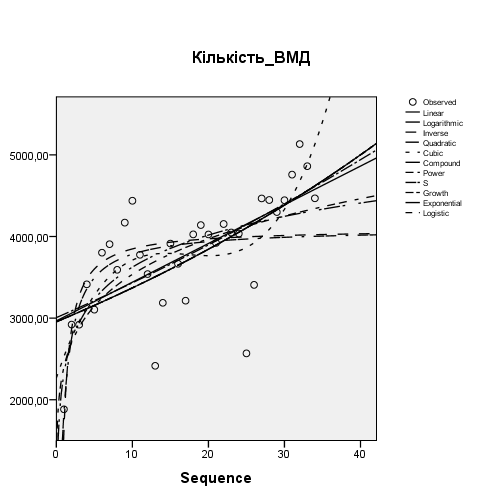 Кількість_ВМД
Observed
Linear
Logarithmic
Inverse
Quadratic
Cubic
Compound
Power
S
Growth
Exponential
Logistic
5000,00
4000,00
3000,00
2000,00
0 10 20 30 40
Sequence